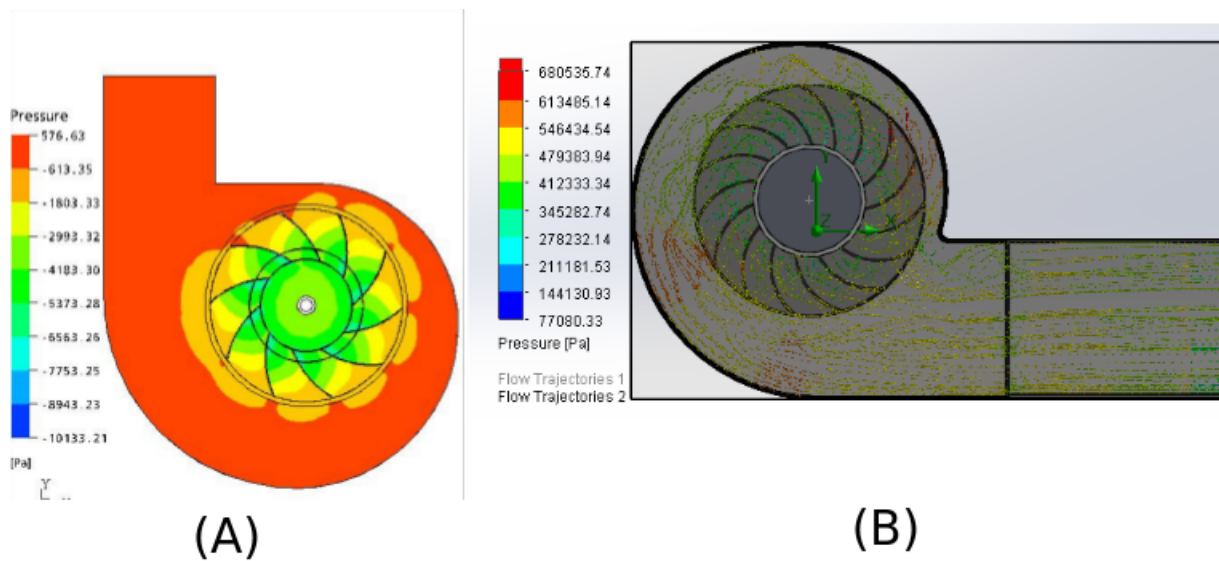 Pressure
576.63
-613.35
-1803.33
-2993.32
-4183.30
-5373.28
-6563.26
-7753.25
-8943.23
-10133.21
[Pa]
Y
(A)
680535.74
613485.14
546434.54
479383.94
412333.34
345282.74
278232.14
211181.53
144130.93
77080.33
Pressure [Pa]
Flow Trajectories 1
Flow Trajectories 2
Y
Z
X
(B)